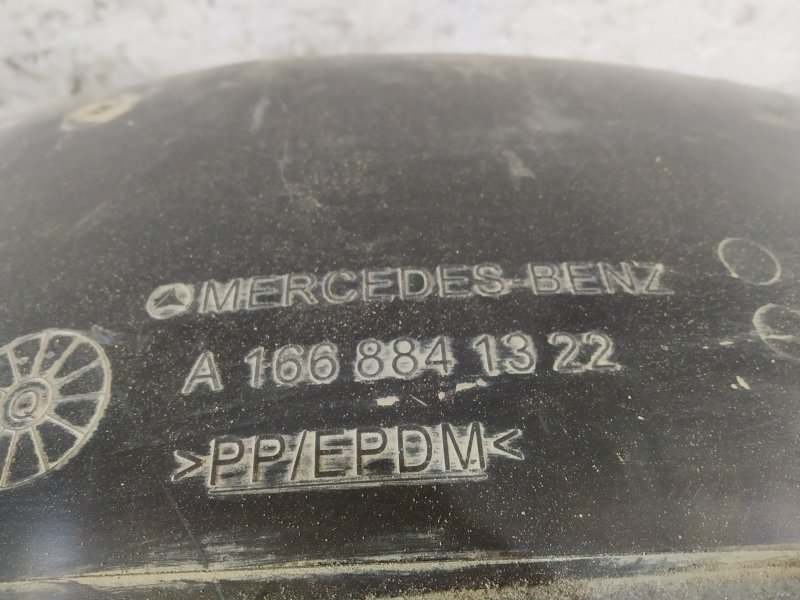 MERCEDES-BENZ
A 166 884 13 22
>PP/EPDM<